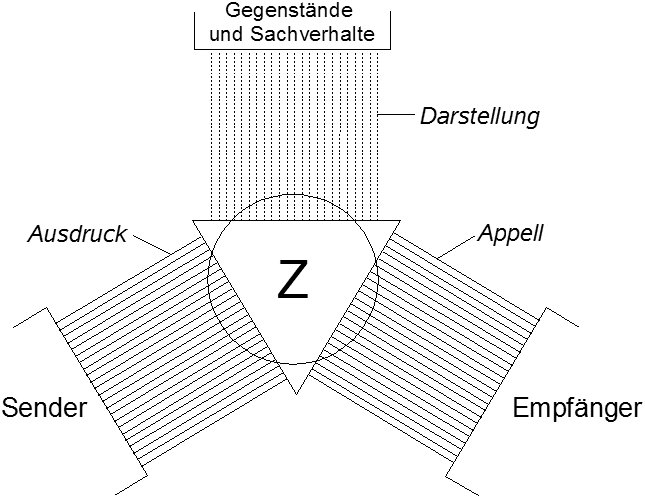 Gegenstände
und Sachverhalte
Darstellung
Ausdruck
Appell
Z
Sender
Empfänger